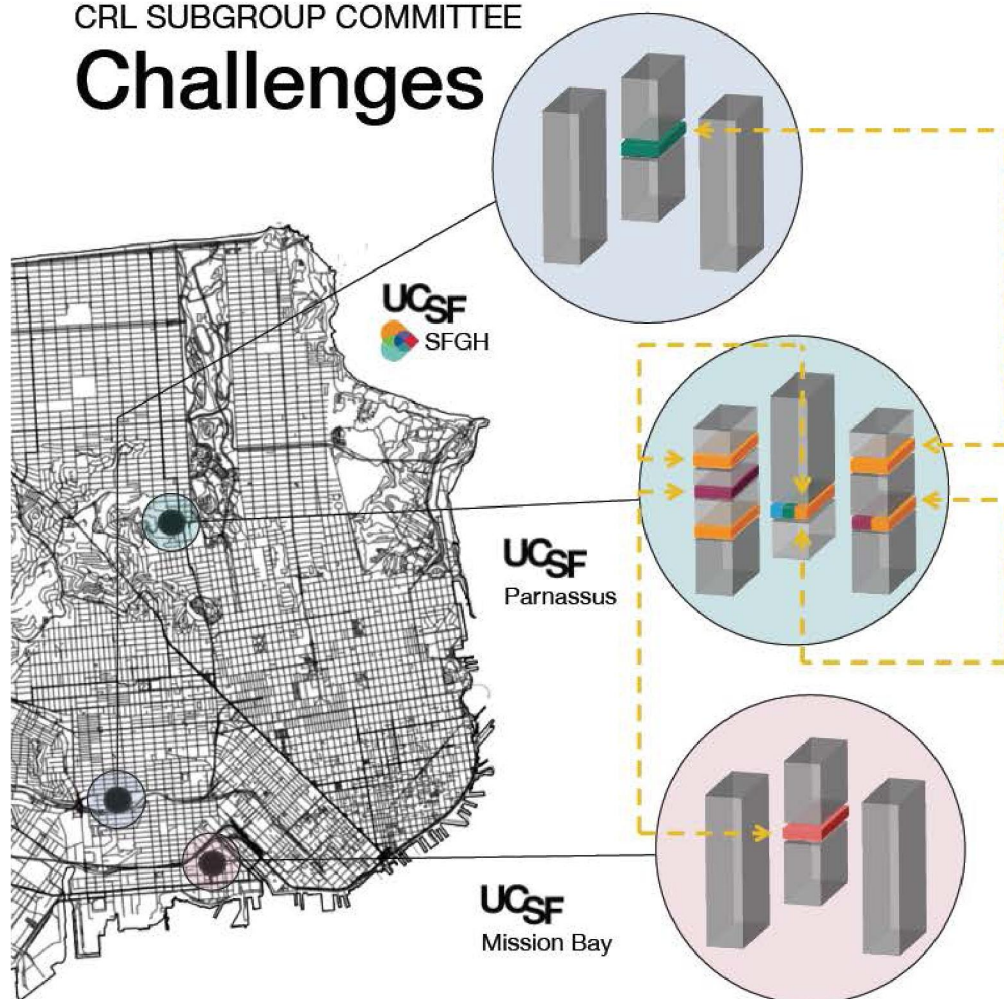 CRL SUBGROUP COMMITTEE
Challenges
UCSF
SFGH
UCSF
Parnassus
UCSF
Mission Bay